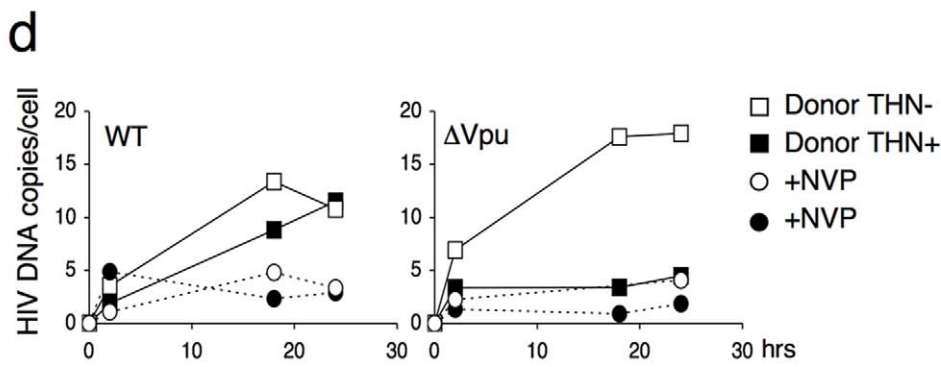 d
HIV DNA copies/cell
20
15
10
5
0
WT
0 10 20 30
20
15
10
5
0
ΔVpu
0 10 20 30 hrs
Donor THN-
Donor THN+
+NVP
+NVP